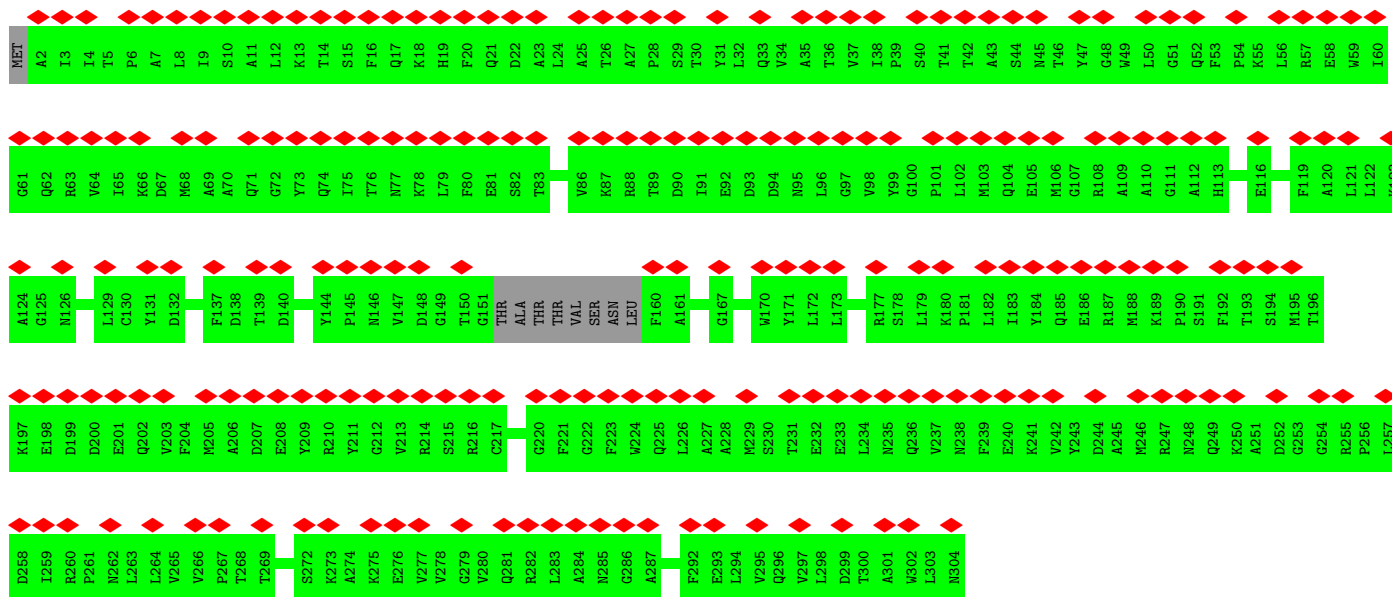 MET A2 I3 I4 T5 P6 A7 L8 I9 S10 A11 L12 K13 T14 S15 F16 Q17 K18 H19 F20 Q21 D22 A23 L24 A25 T26 A27 P28 S29 T30 Y31 L32 Q33 V34 A35 T36 V37 I38 P39 S40 T41 T42 A43 S44 N45 T46 Y47 G48 W49 L50 G51 Q52 F53 P54 K55 L56 R57 E58 W59 I60
G61 Q62 R63 V64 I65 K66 D67 M68 A69 A70 Q71 G72 Y73 Q74 I75 T76 N77 K78 L79 F80 E81 S82 T83 V86 K87 R88 T89 D90 I91 E92 D93 D94 N95 L96 G97 V98 Y99 G100 P101 L102 M103 Q104 E105 M106 G107 R108 A109 A110 G111 A112 H113 E116 F119 A120 L121 L122
A124 G125 N126 L129 C130 Y131 D132 F137 D138 T139 D140 Y144 P145 N146 V147 D148 G149 T150 G151 THR ALA THR THR VAL SER ASN LEU F160 A161 G167 W170 Y171 L172 L173 R177 S178 L179 K180 P181 L182 I183 Y184 Q185 E186 R187 M188 K189 P190 S191 F192 T193 S194 M195 T196
K197 E198 D199 D200 E201 Q202 V203 F204 M205 A206 D207 E208 Y209 R210 Y211 G212 V213 R214 S215 R216 C217 G220 F221 G222 F223 W224 Q225 L226 A227 A228 M229 S230 T231 E232 E233 L234 N235 Q236 V237 N238 F239 E240 K241 V242 Y243 D244 A245 M246 R247 N248 Q249 K250 A251 D252 G253 G254 R255 P256 L257
D258 I259 R260 P261 N262 L263 L264 V265 V266 P267 T268 T269 S272 K273 A274 K275 E276 V277 V278 G279 V280 Q281 R282 L283 A284 N285 G286 A287 F292 E293 L294 V295 Q296 V297 L298 D299 T300 A301 W302 L303 N304